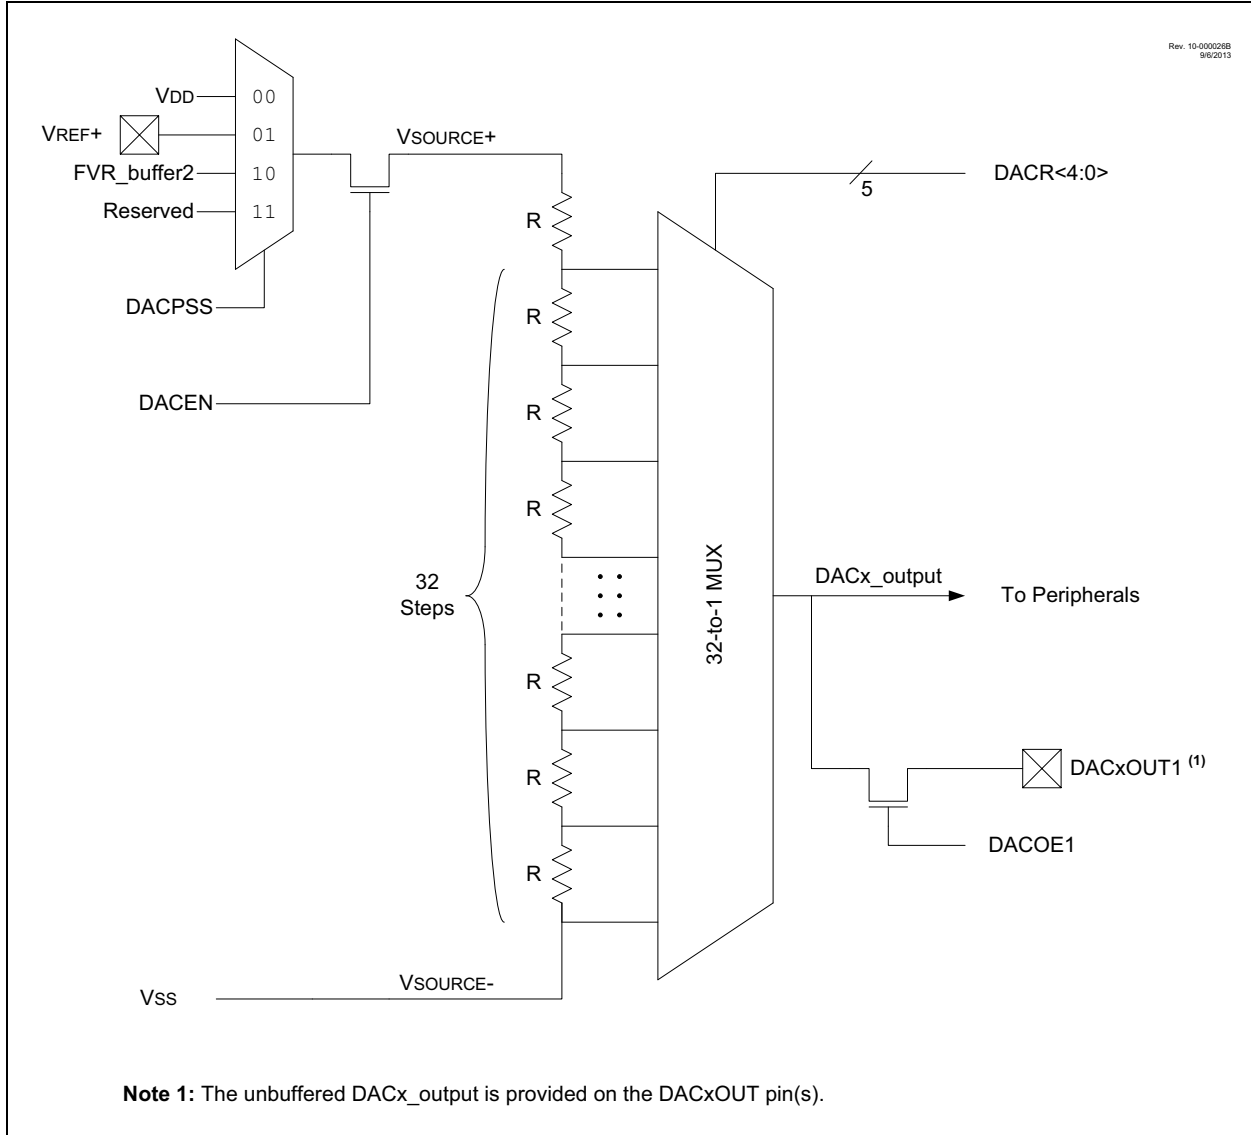 Rev. 10-000026B
9/6/2013
VDD
00
VREF+
01
FVR_buffer2
10
Reserved
11
VSOURCE+
DACR<4:0>
5
R
DACPSS
R
DACEN
R
R
32
Steps
32-to-1 MUX
DACx_output
To Peripherals
R
R
DACxOUT1 (1)
DACOE1
R
VSOURCE-
VSS
Note 1: The unbuffered DACx_output is provided on the DACxOUT pin(s).